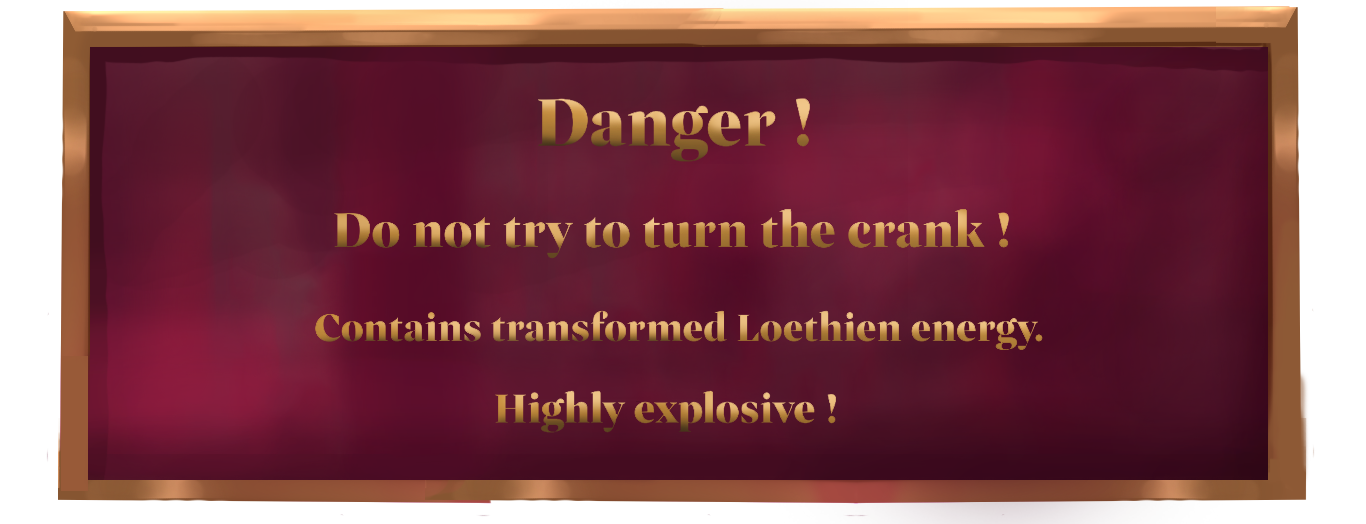 Danger !
Do not try to turn the crank !
Contains transformed Loethien energy.
Highly explosive !